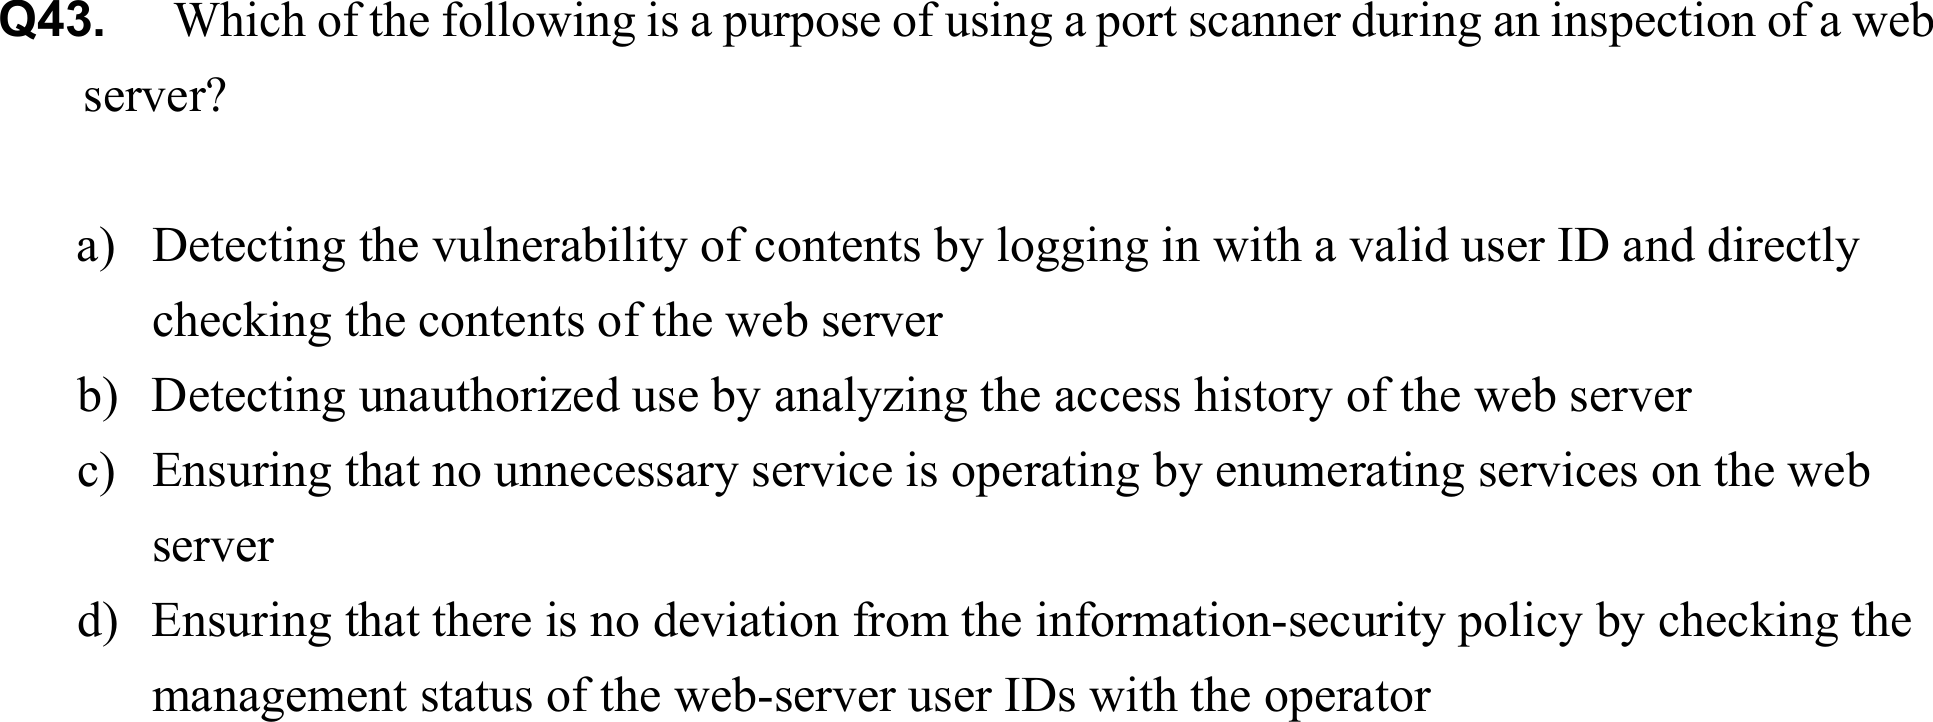 Q43. Which of the following is a purpose of using a port scanner during an inspection of a web
server?
a) Detecting the vulnerability of contents by logging in with a valid user ID and directly
checking the contents of the web server
b) Detecting unauthorized use by analyzing the access history of the web server
c) Ensuring that no unnecessary service is operating by enumerating services on the web
server
d) Ensuring that there is no deviation from the information-security policy by checking the
management status of the web-server user IDs with the operator